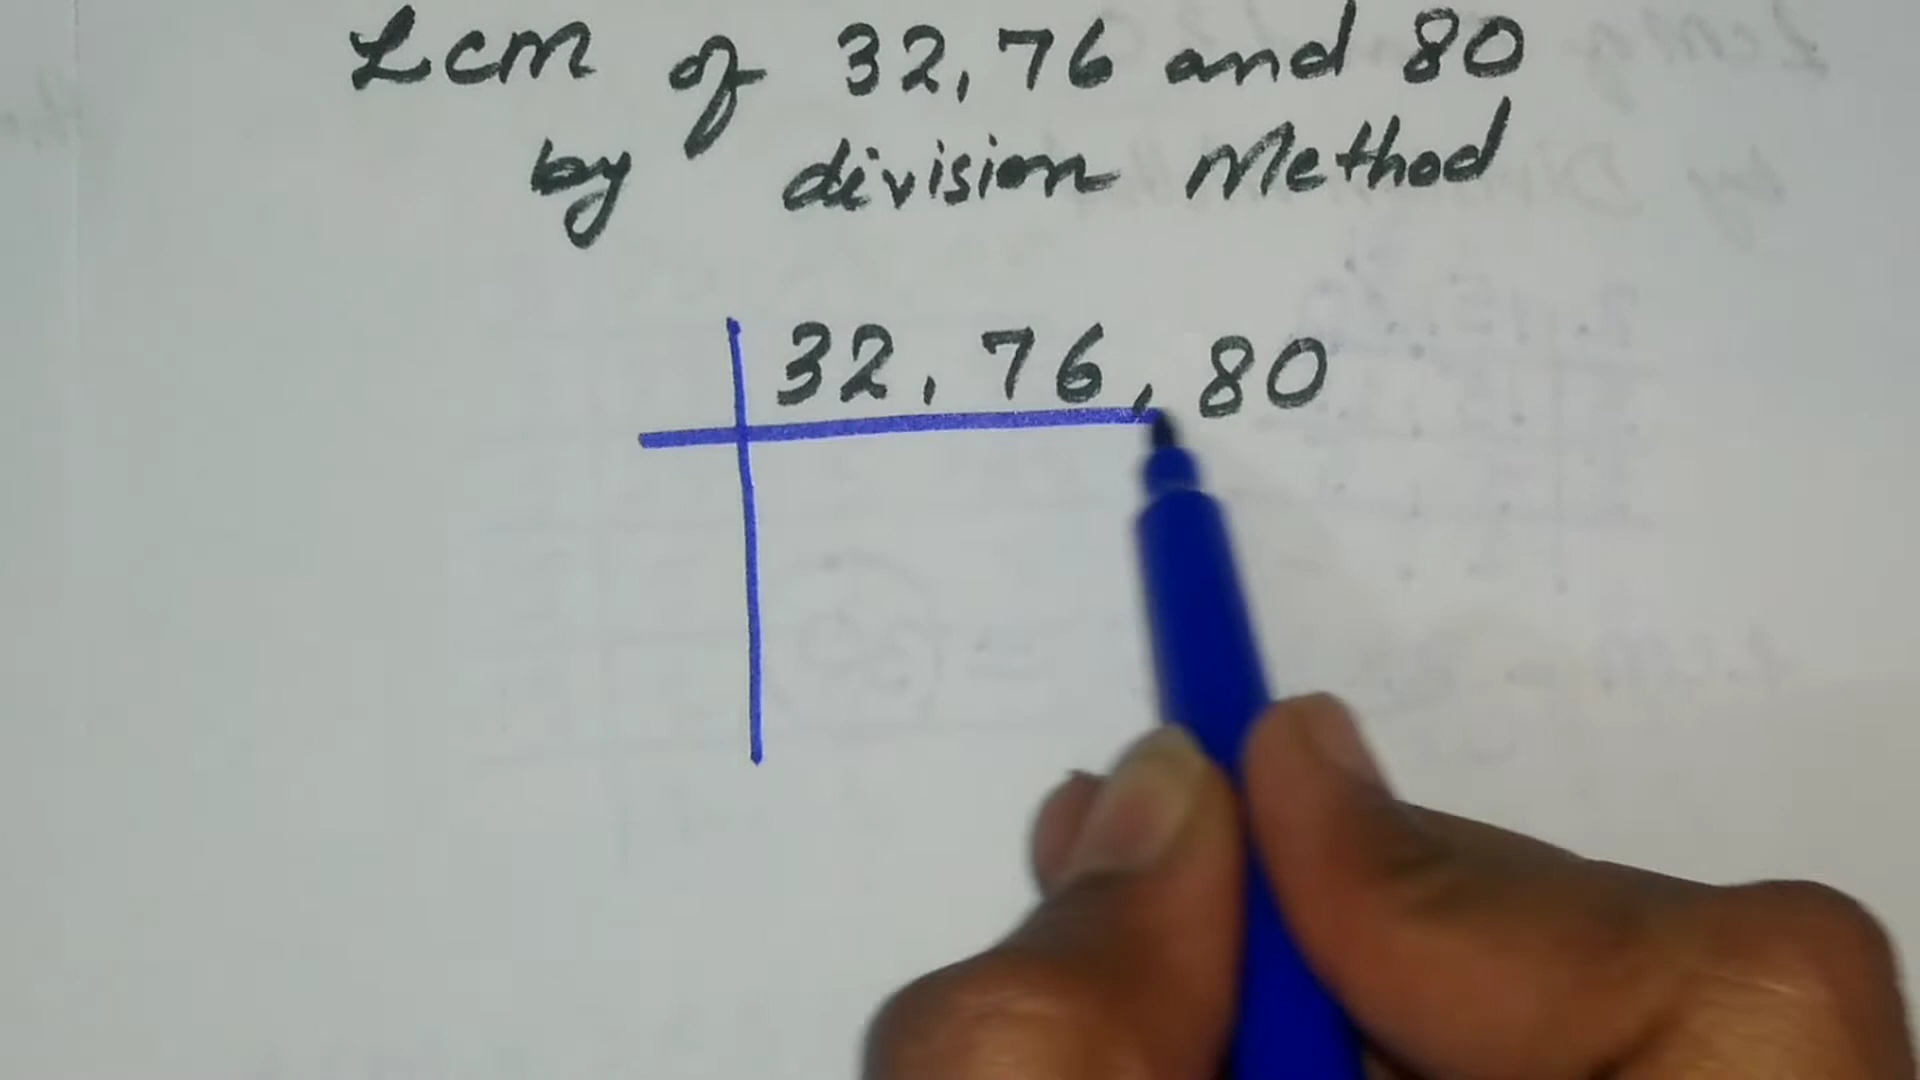 Lcm of 32, 76 and 80
by division Method
32, 76, 80